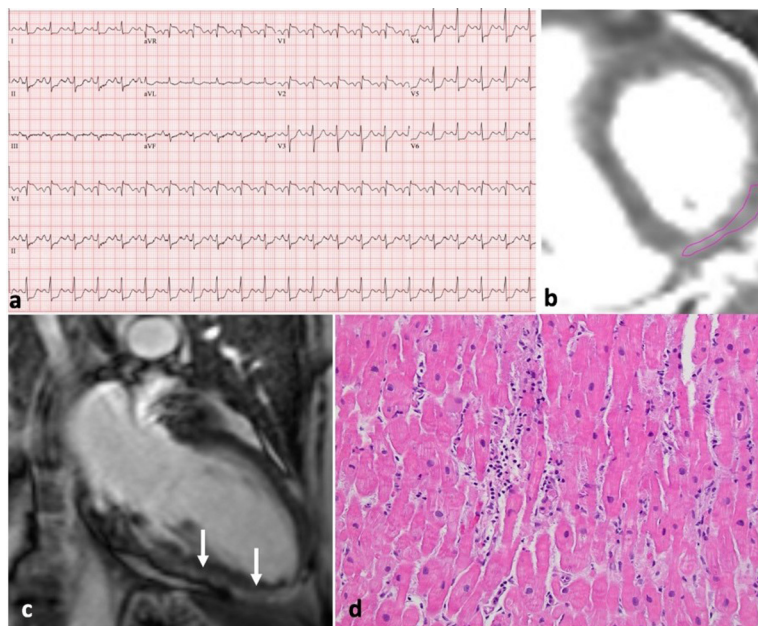 I aVR V1 V4
II aVL V2 V5
III aVF V3 V6
V1
II
a
b
c
d